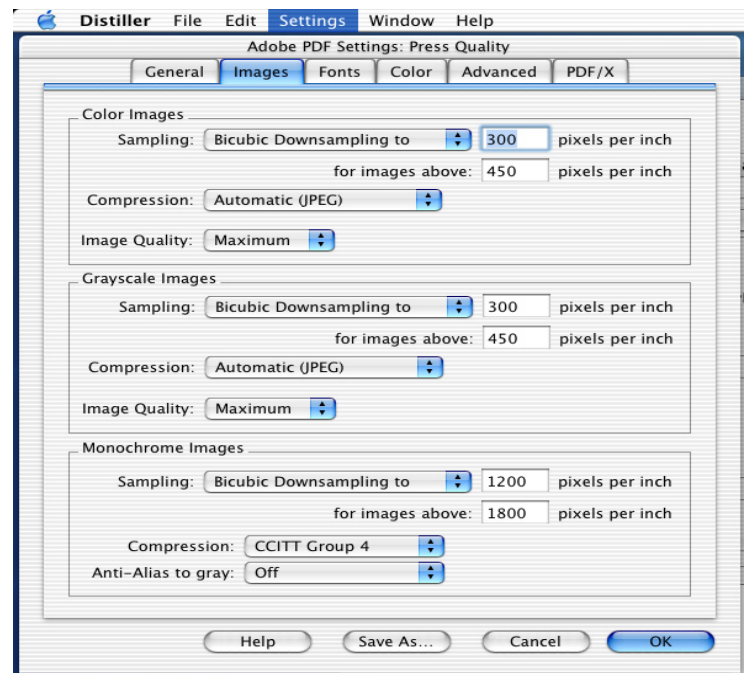 Distiller File Edit Settings Window Help
Adobe PDF Settings: Press Quality
General Images Fonts Color Advanced PDF/X
Color Images
Sampling: Bicubic Downsampling to 300 pixels per inch
for images above: 450 pixels per inch
Compression: Automatic (JPEG)
Image Quality: Maximum
Grayscale Images
Sampling: Bicubic Downsampling to 300 pixels per inch
for images above: 450 pixels per inch
Compression: Automatic (JPEG)
Image Quality: Maximum
Monochrome Images
Sampling: Bicubic Downsampling to 1200 pixels per inch
for images above: 1800 pixels per inch
Compression: CCITT Group 4
Anti-Alias to gray: Off
Help Save As... Cancel OK